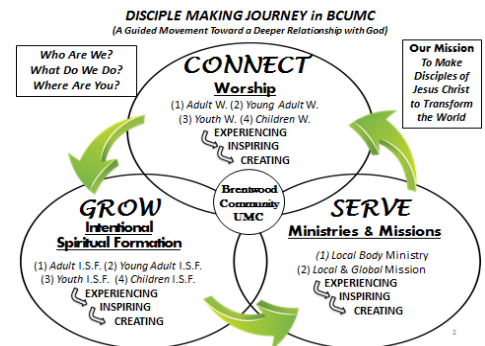 DISCIPLE MAKING JOURNEY in BCUMC
(A Guided Movement Toward a Deeper Relationship with God)
Who Are We?
What Do We Do?
Where Are You?
Our Mission
To Make
Disciples of
Jesus Christ
to Transform
the World
CONNECT
Worship
(1) Adult W. (2) Young Adult W.
(3) Youth W. (4) Children W.
EXPERIENCING
INSPIRING
CREATING
Brentwood
Community
UMC
GROW
Intentional
Spiritual Formation
(1) Adult I.S.F. (2) Young Adult I.S.F.
(3) Youth I.S.F. (4) Children I.S.F.
EXPERIENCING
INSPIRING
CREATING
SERVE
Ministries & Missions
(1) Local Body Ministry
(2) Local & Global Mission
EXPERIENCING
INSPIRING
CREATING
2